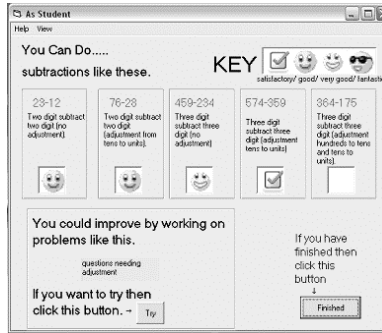 As Student
Help View
You Can Do.....
subtractions like these.
KEY
satisfactory/ good/ very good/ fantastic
23-12
Two digit subtract
two digit (no
adjustment).
76-28
Two digit subtract
two digit
(adjustment from
tens to units).
459-234
Three digit
subtract three
digit (no
adjustment)
574-359
Three digit
subtract three
digit (adjustment
tens to units).
364-175
Three digit
subtract three
digit (adjustment
hundreds to tens
and tens to
units).
You could improve by working on
problems like this.
questions needing
adjustment
If you want to try then
click this button. →
Try
If you have
finished then
click this
button
↓
Finished